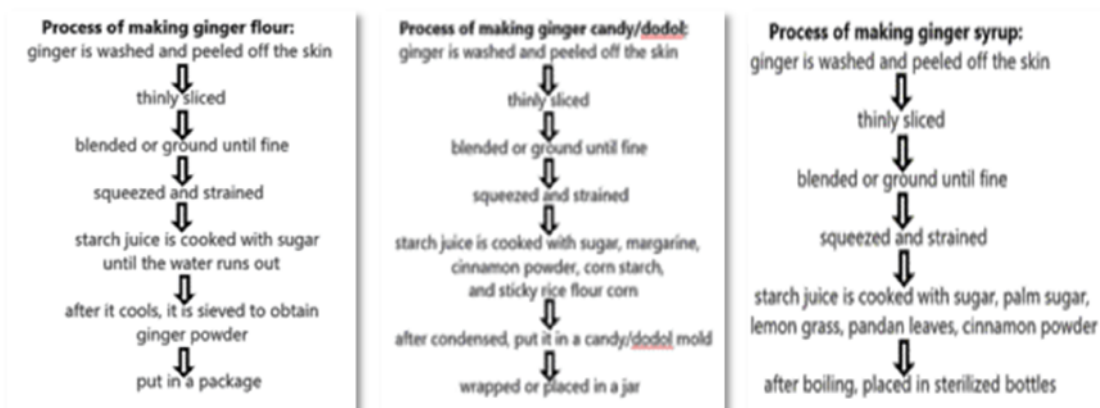 Process of making ginger flour:
ginger is washed and peeled off the skin
thinly sliced
blended or ground until fine
squeezed and strained
starch juice is cooked with sugar
until the water runs out
after it cools, it is sieved to obtain
ginger powder
put in a package
Process of making ginger candy/dodol:
ginger is washed and peeled off the skin
thinly sliced
blended or ground until fine
squeezed and strained
starch juice is cooked with sugar, margarine,
cinnamon powder, corn starch,
and sticky rice flour corn
after condensed, put it in a candy/dodol mold
wrapped or placed in a jar
Process of making ginger syrup:
ginger is washed and peeled off the skin
thinly sliced
blended or ground until fine
squeezed and strained
starch juice is cooked with sugar, palm sugar,
lemon grass, pandan leaves, cinnamon powder
after boiling, placed in sterilized bottles